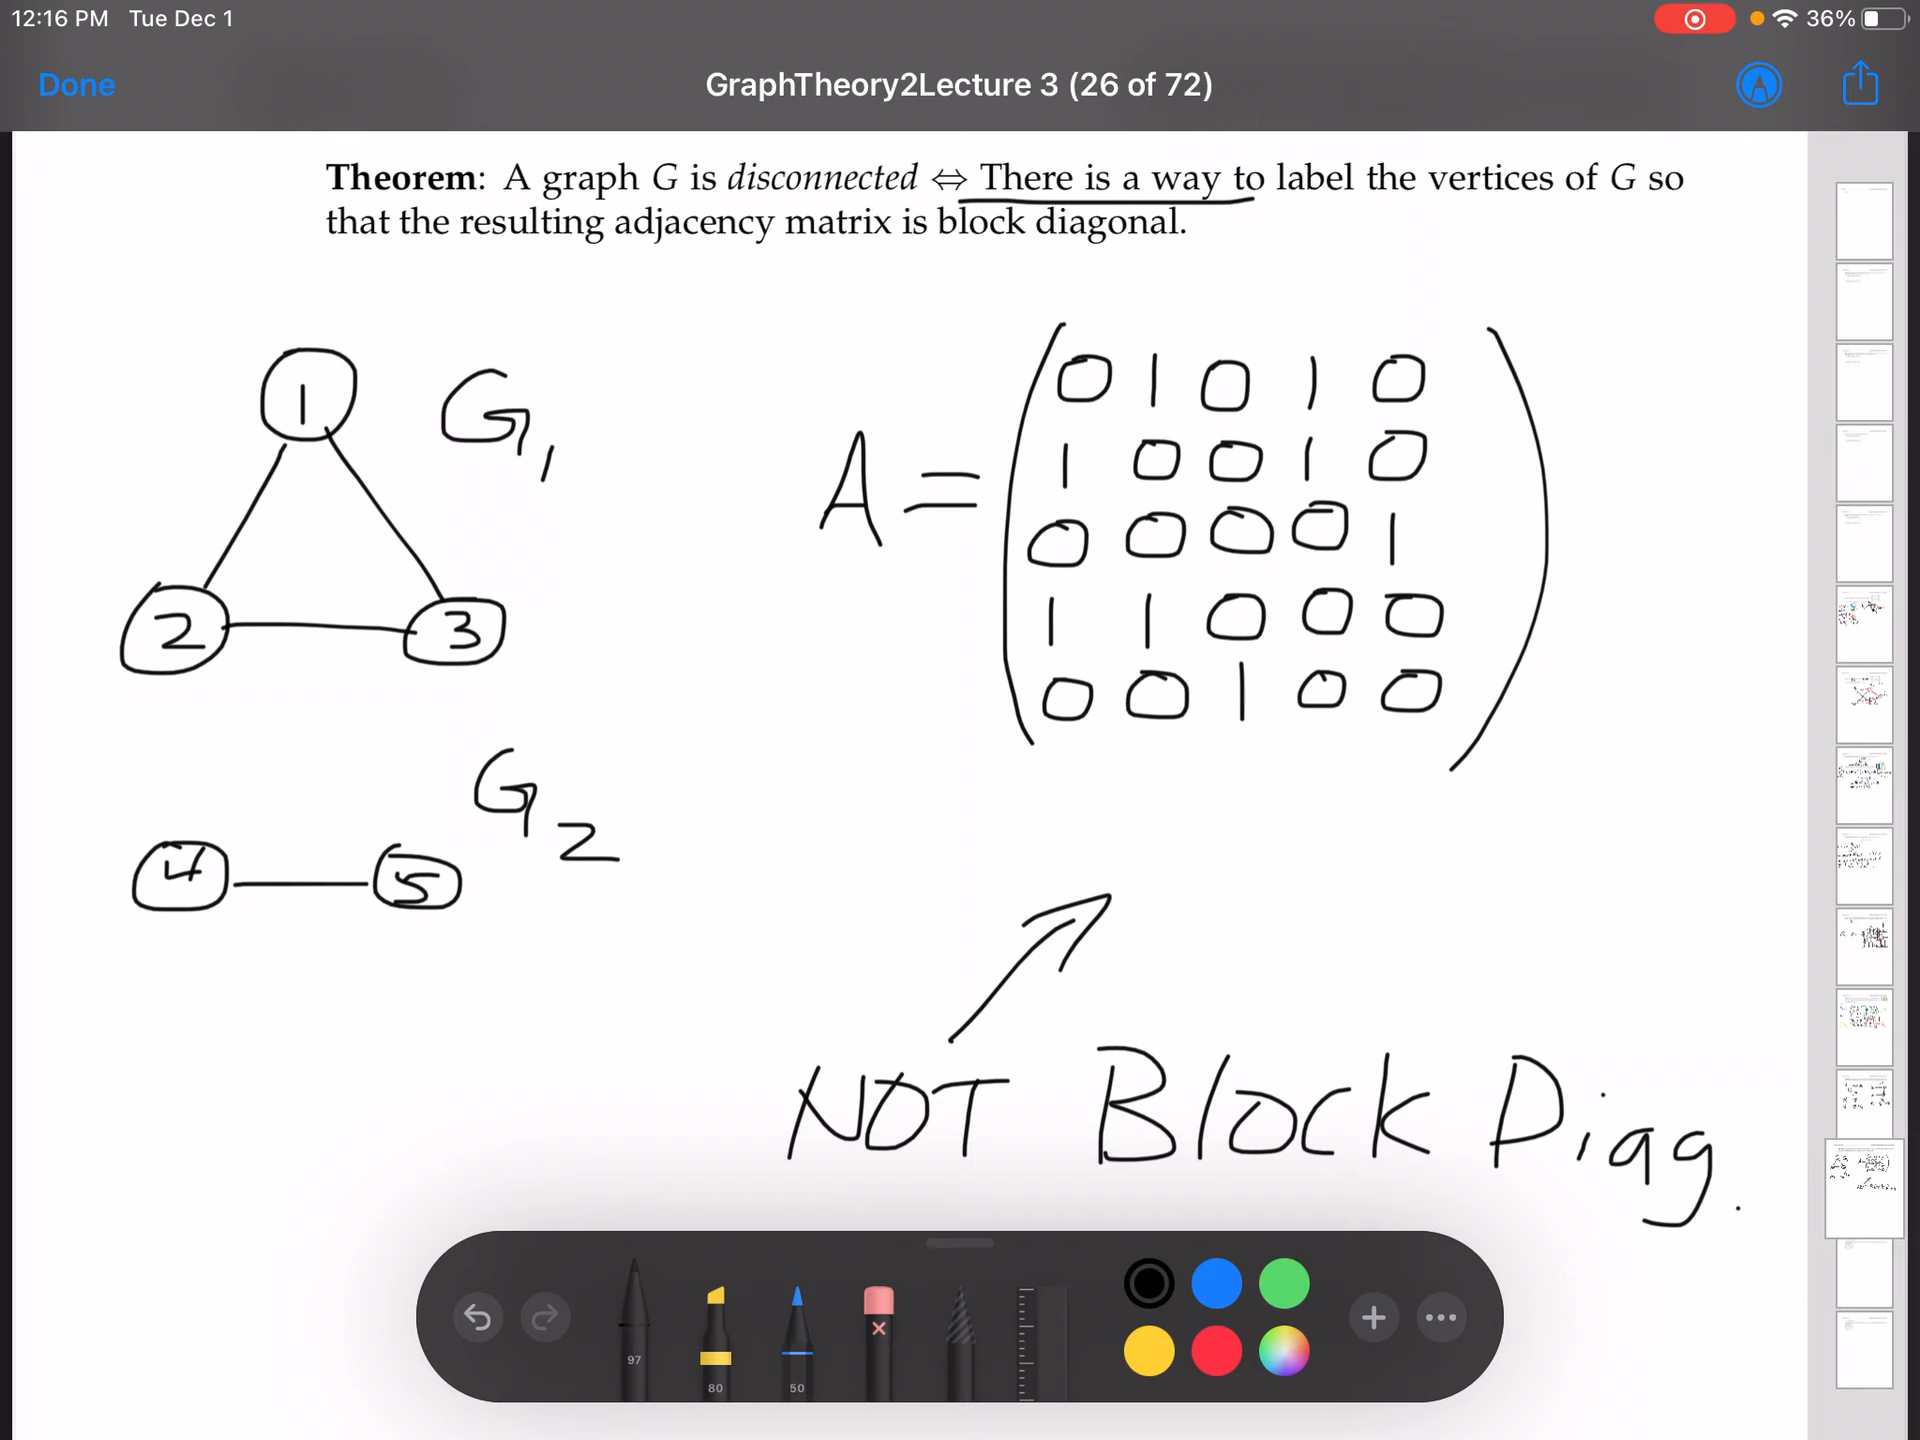 12:16 PM Tue Dec 1 36%
Done GraphTheory2Lecture 3 (26 of 72)
Theorem: A graph G is disconnected ⇔ There is a way to label the vertices of G so
that the resulting adjacency matrix is block diagonal.
1 G₁
2 3
A = ( 0 1 0 1 0
1 0 0 1 0
0 0 0 0 1
1 1 0 0 0
0 0 1 0 0 )
G₂
4 5
NOT Block Diag.
97 80 50